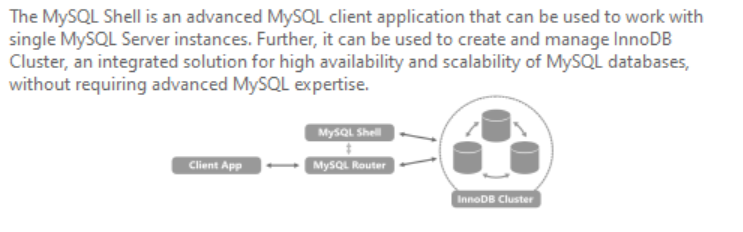 The MySQL Shell is an advanced MySQL client application that can be used to work with
single MySQL Server instances. Further, it can be used to create and manage InnoDB
Cluster, an integrated solution for high availability and scalability of MySQL databases,
without requiring advanced MySQL expertise.
MySQL Shell
Client App
MySQL Router
InnoDB Cluster